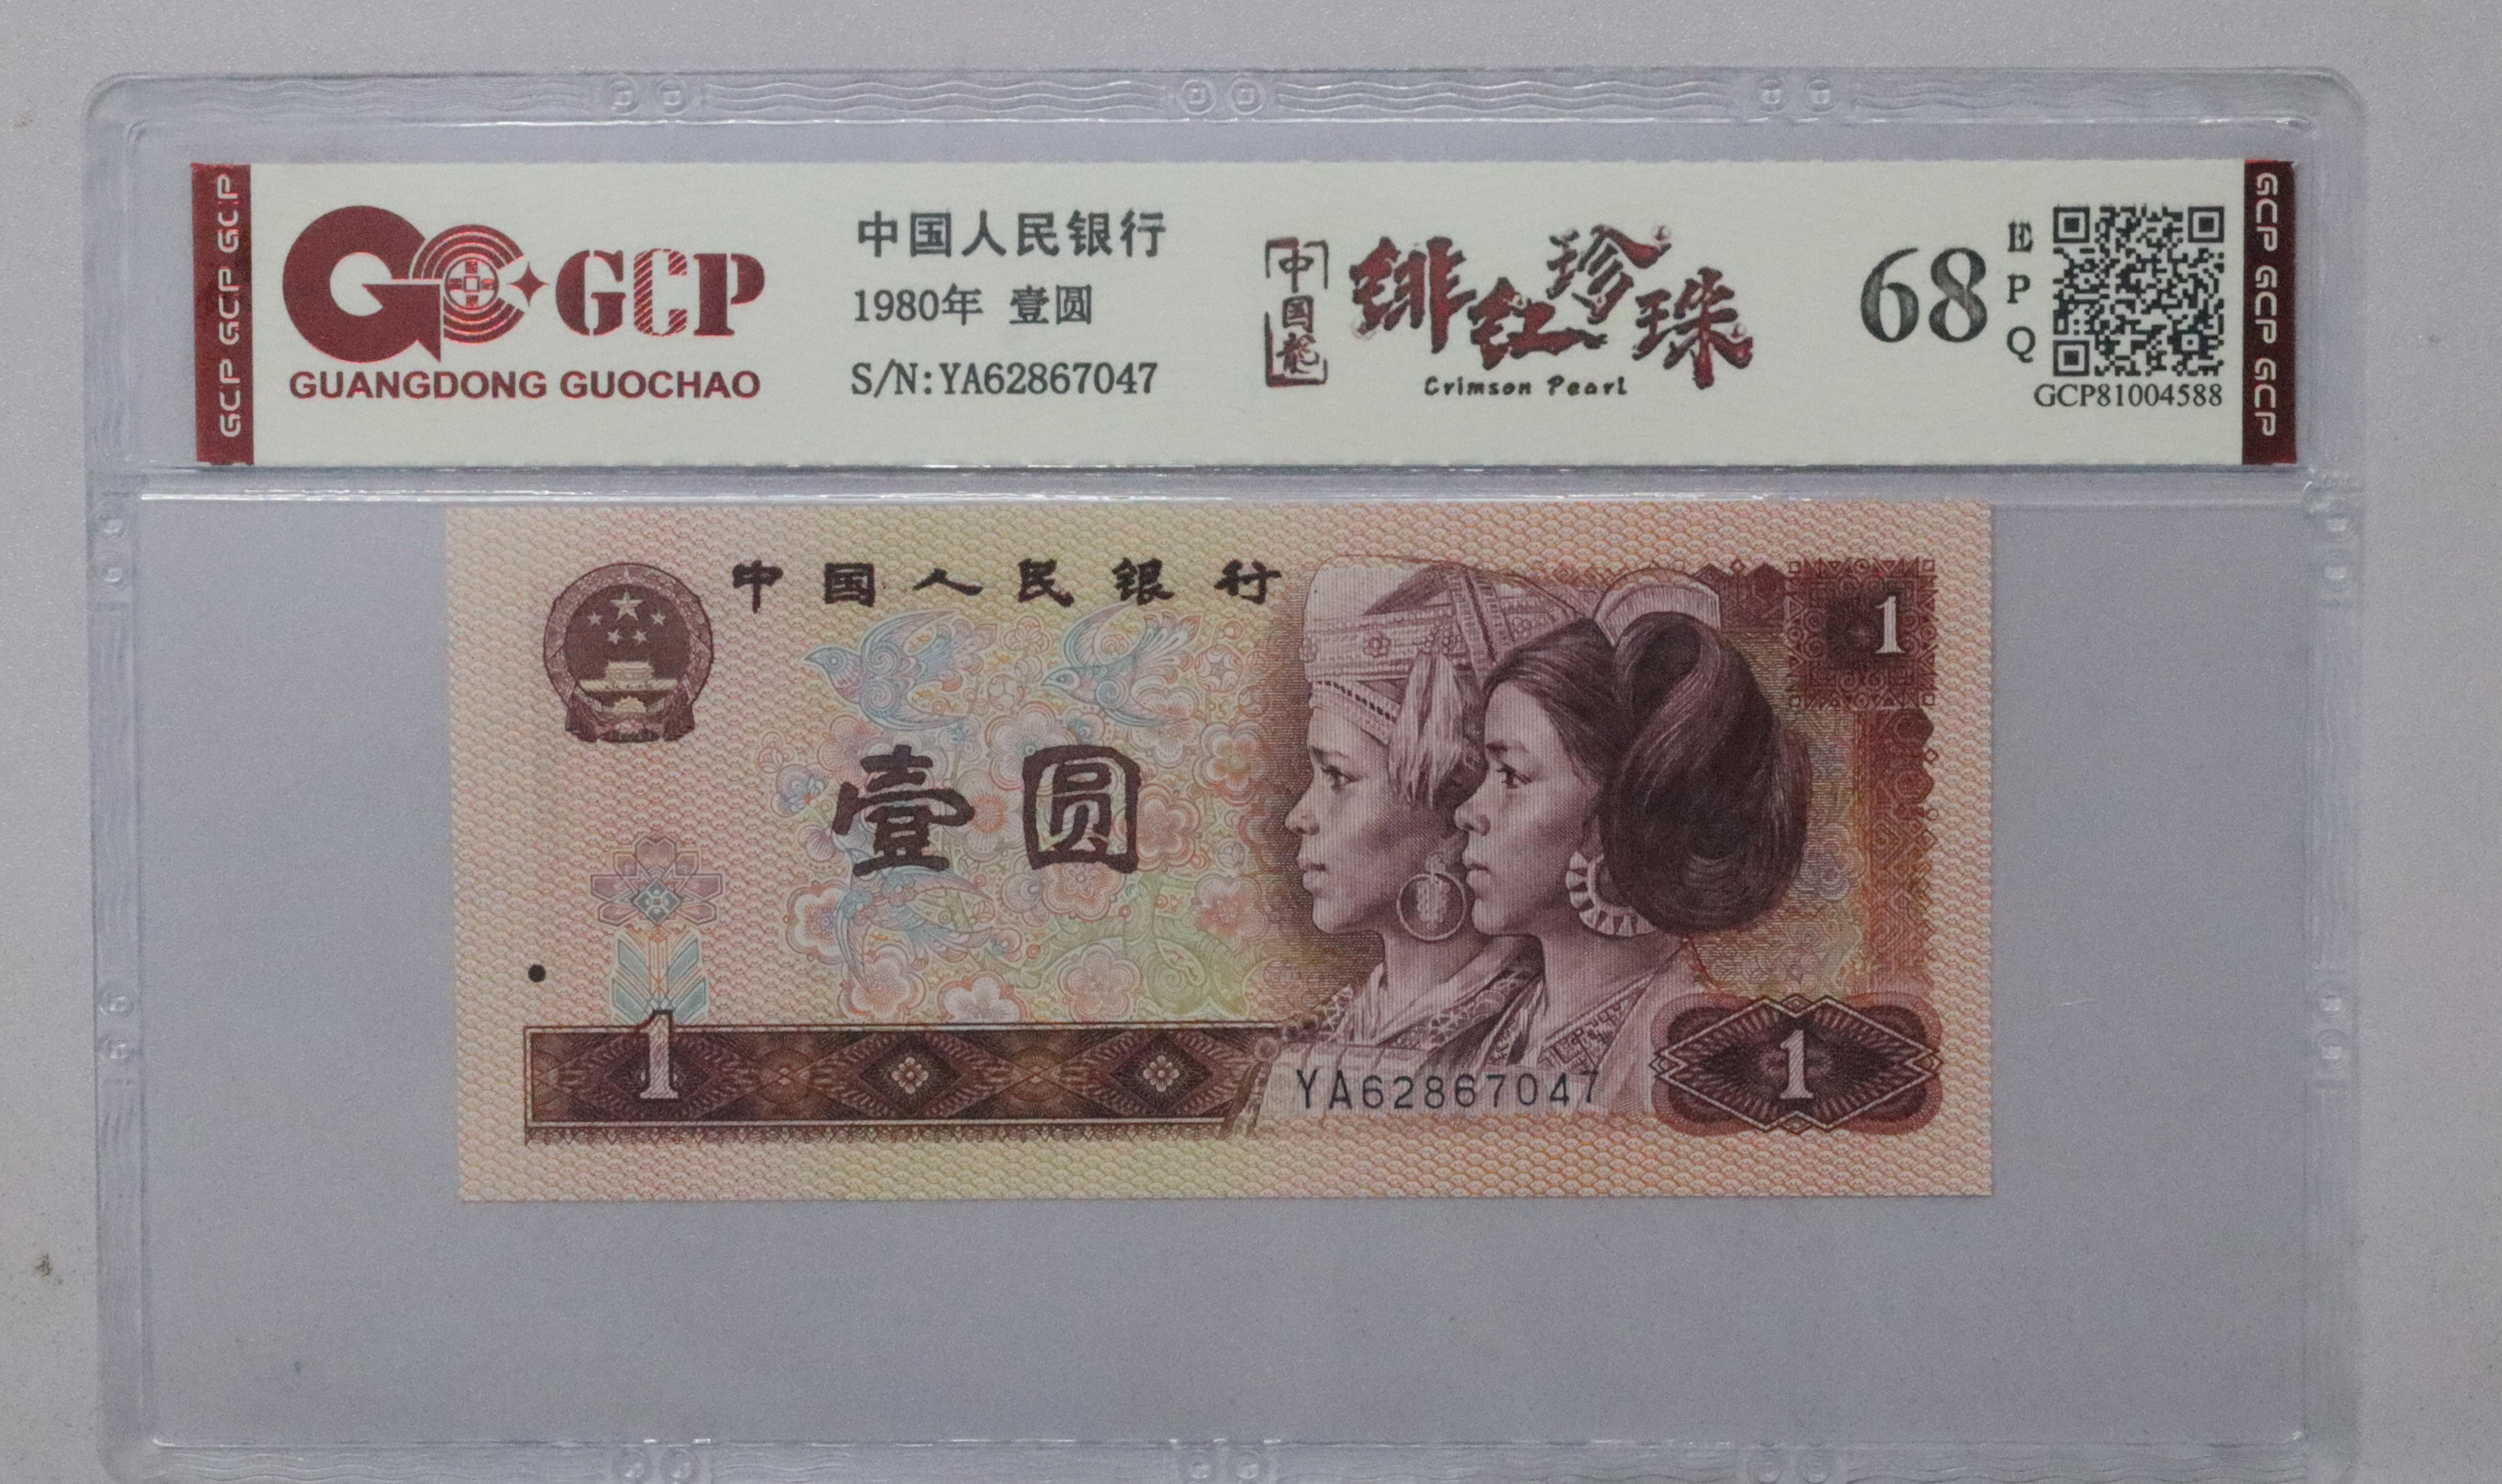 GCP GCP GCP
GCP
GUANGDONG GUOCHAO
中国人民银行
1980年 壹圆
S/N:YA62867047
中国龍
绯红珍珠
Crimson Pearl
68
EPQ
GCP81004588
GCP GCP GCP
中国人民银行
1
壹圆
1
YA62867047
1